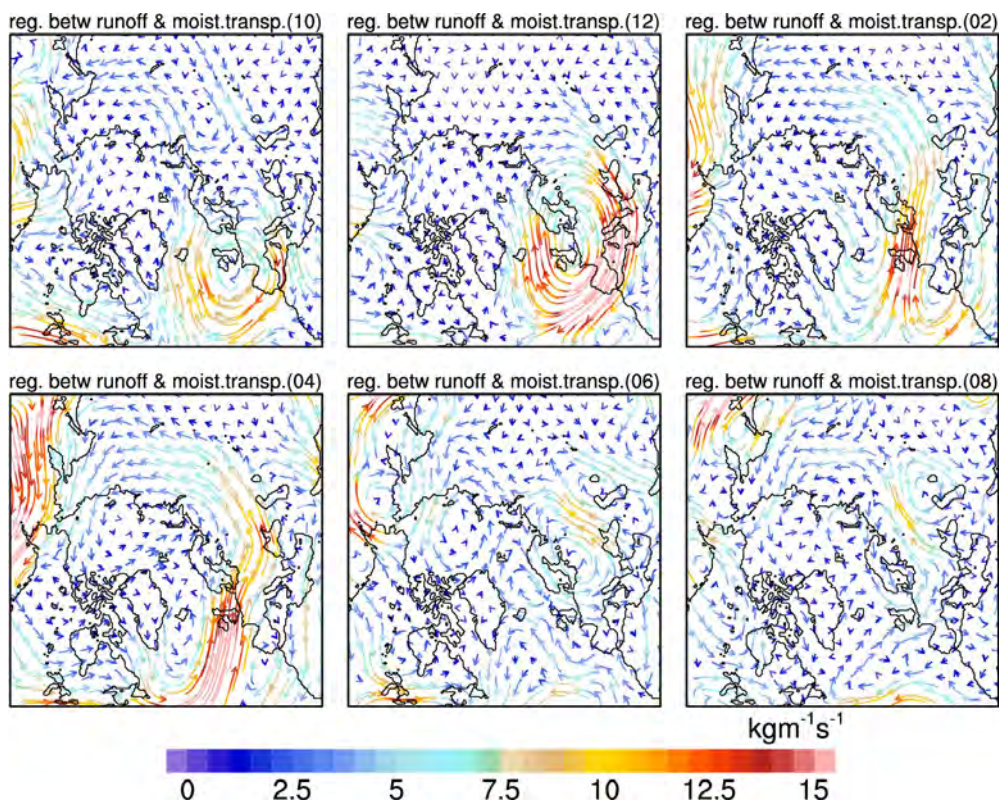 reg. betw runoff & moist.transp.(10)
reg. betw runoff & moist.transp.(12)
reg. betw runoff & moist.transp.(02)
reg. betw runoff & moist.transp.(04)
reg. betw runoff & moist.transp.(06)
reg. betw runoff & moist.transp.(08)
kgm⁻¹s⁻¹
0 2.5 5 7.5 10 12.5 15